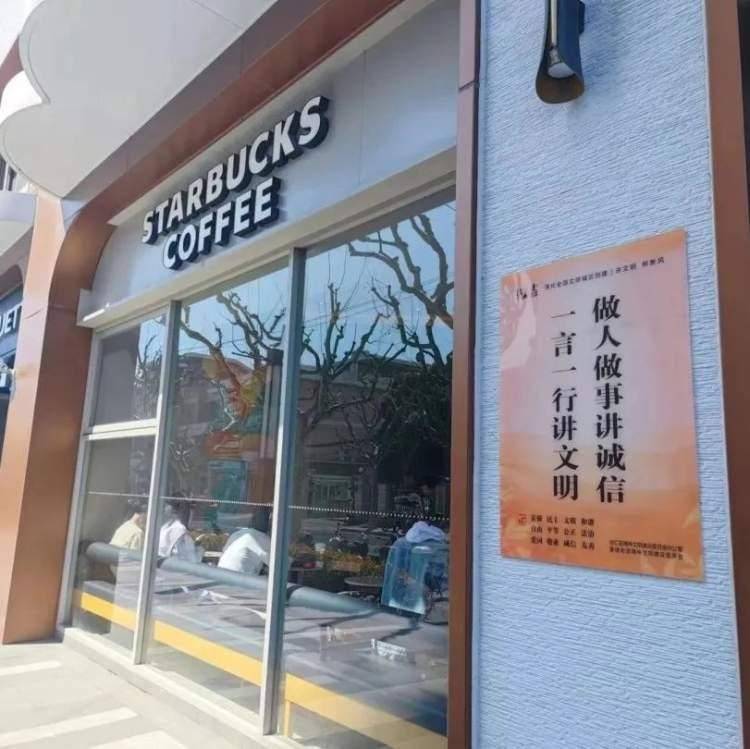 STARBUCKS
COFFEE
UET
做人做事讲诚信
一言一行讲文明
富强 民主 文明 和谐
自由 平等 公正 法治
爱国 敬业 诚信 友善